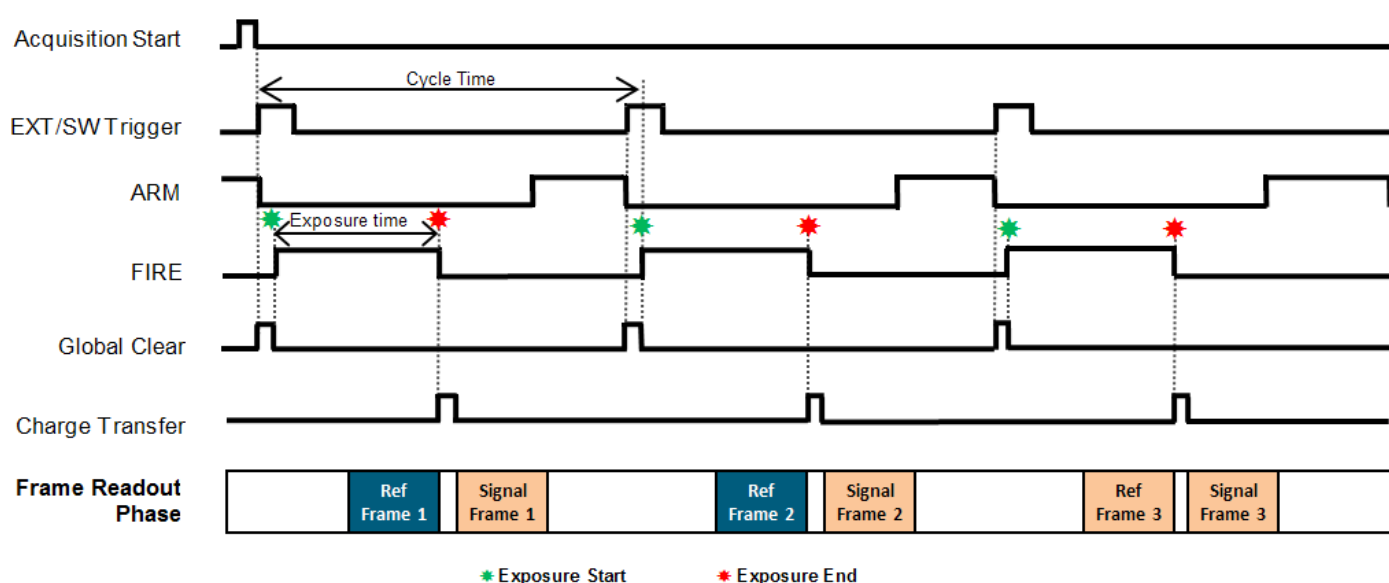 Acquisition Start
Cycle Time
EXT/SW Trigger
ARM
Exposure time
FIRE
Global Clear
Charge Transfer
Frame Readout
Phase
Ref
Frame 1
Signal
Frame 1
Ref
Frame 2
Signal
Frame 2
Ref
Frame 3
Signal
Frame 3
Exposure Start
Exposure End